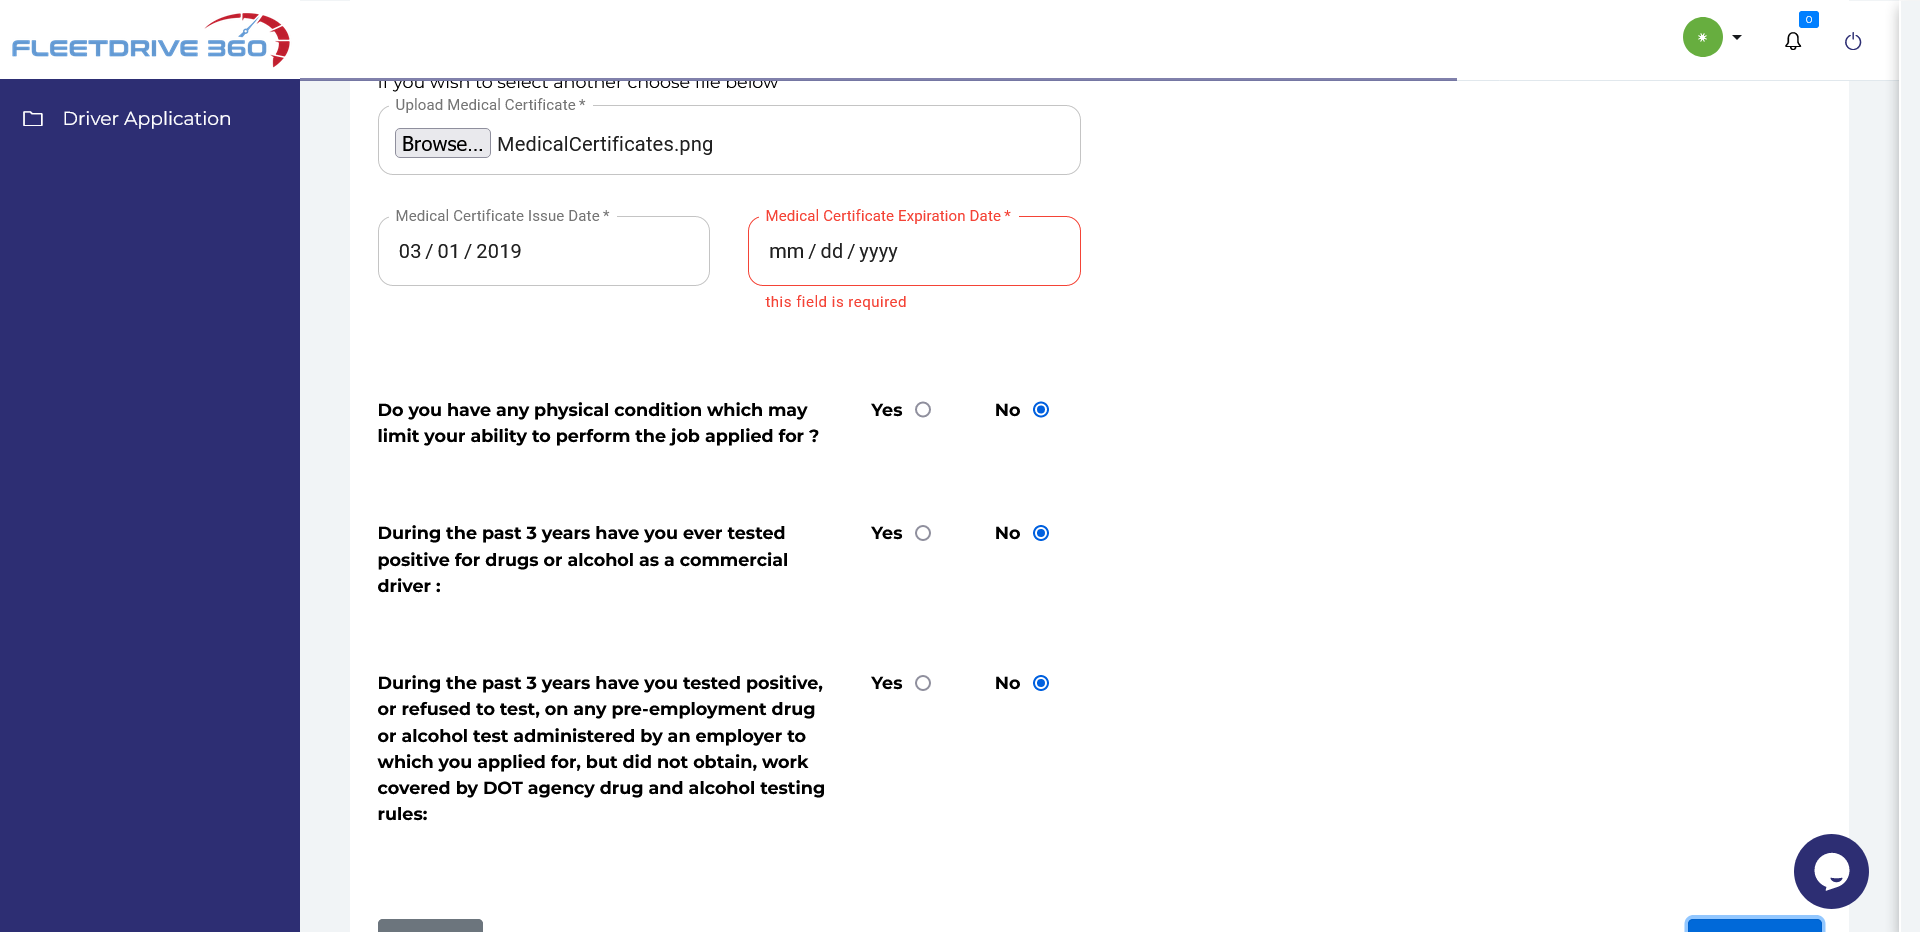 FLEETDRIVE 360
0
Driver Application
If you wish to select another choose file below
Upload Medical Certificate *
Browse... MedicalCertificates.png
Medical Certificate Issue Date *
Medical Certificate Expiration Date *
03 / 01 / 2019
mm / dd / yyyy
this field is required
Do you have any physical condition which may
limit your ability to perform the job applied for ?
Yes
No
During the past 3 years have you ever tested
positive for drugs or alcohol as a commercial
driver :
Yes
No
During the past 3 years have you tested positive,
or refused to test, on any pre-employment drug
or alcohol test administered by an employer to
which you applied for, but did not obtain, work
covered by DOT agency drug and alcohol testing
rules:
Yes
No